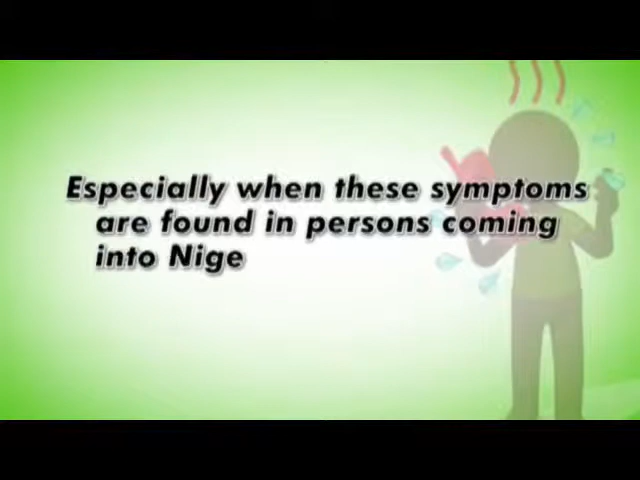 Especially when these symptoms
are found in persons coming
into Nige